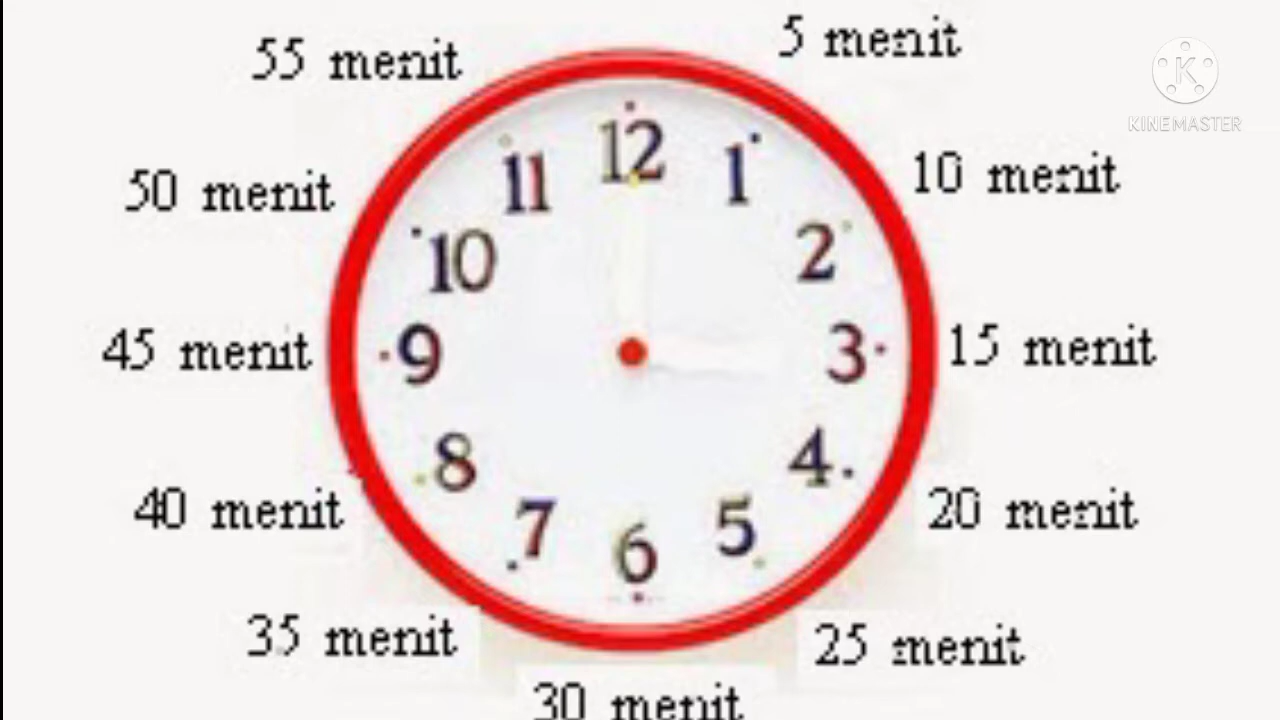 55 menit
5 menit
KINEMASTER
50 menit
10 menit
45 menit
15 menit
40 menit
20 menit
35 menit
25 menit
30 menit
12
11
1
10
2
9
3
8
4
7
5
6
K